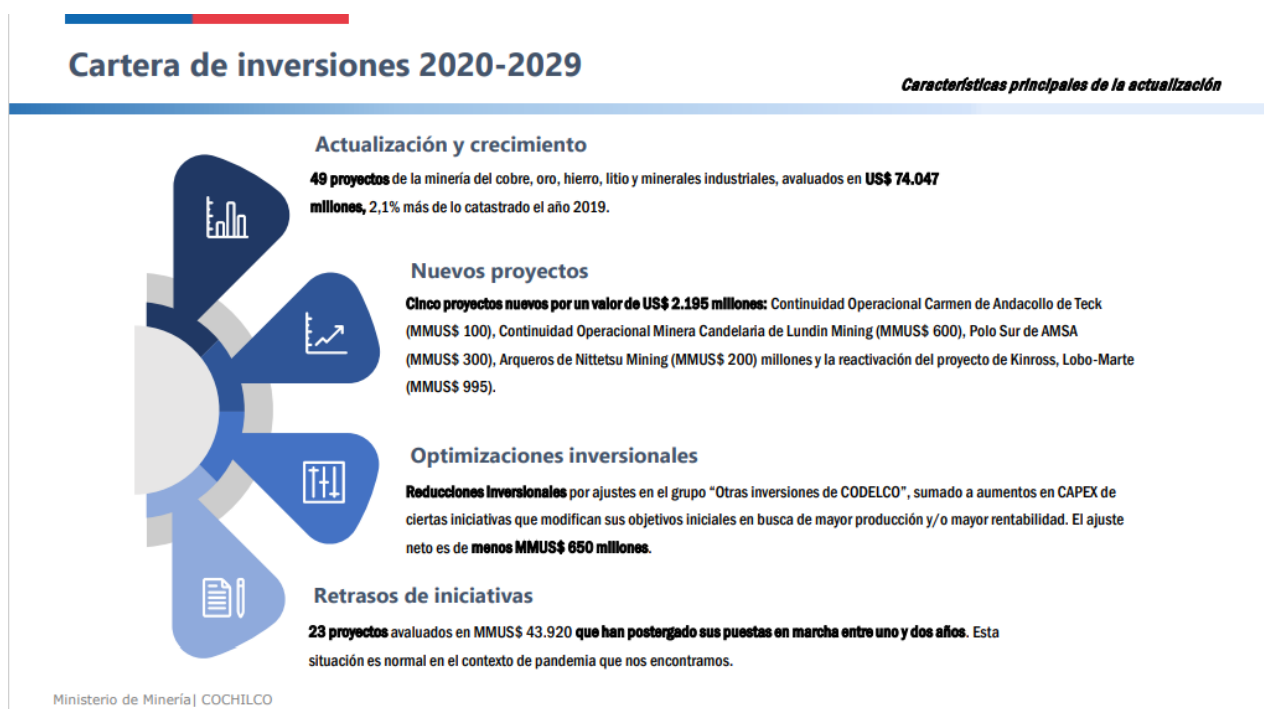 Cartera de inversiones 2020-2029
Características principales de la actualización
Actualización y crecimiento
49 proyectos de la minería del cobre, oro, hierro, litio y minerales industriales, avaluados en US$ 74.047
millones, 2,1% más de lo catastrado el año 2019.
Nuevos proyectos
Cinco proyectos nuevos por un valor de US$ 2.195 millones: Continuidad Operacional Carmen de Andacollo de Teck
(MMUS$ 100), Continuidad Operacional Minera Candelaria de Lundin Mining (MMUS$ 600), Polo Sur de AMSA
(MMUS$ 300), Arqueros de Nittetsu Mining (MMUS$ 200) millones y la reactivación del proyecto de Kinross, Lobo-Marte
(MMUS$ 995).
Optimizaciones inversionales
Reducciones inversionales por ajustes en el grupo “Otras inversiones de CODELCO”, sumado a aumentos en CAPEX de
ciertas iniciativas que modifican sus objetivos iniciales en busca de mayor producción y/o mayor rentabilidad. El ajuste
neto es de menos MMUS$ 650 millones.
Retrasos de iniciativas
23 proyectos avaluados en MMUS$ 43.920 que han postergado sus puestas en marcha entre uno y dos años. Esta
situación es normal en el contexto de pandemia que nos encontramos.
Ministerio de Minería| COCHILCO